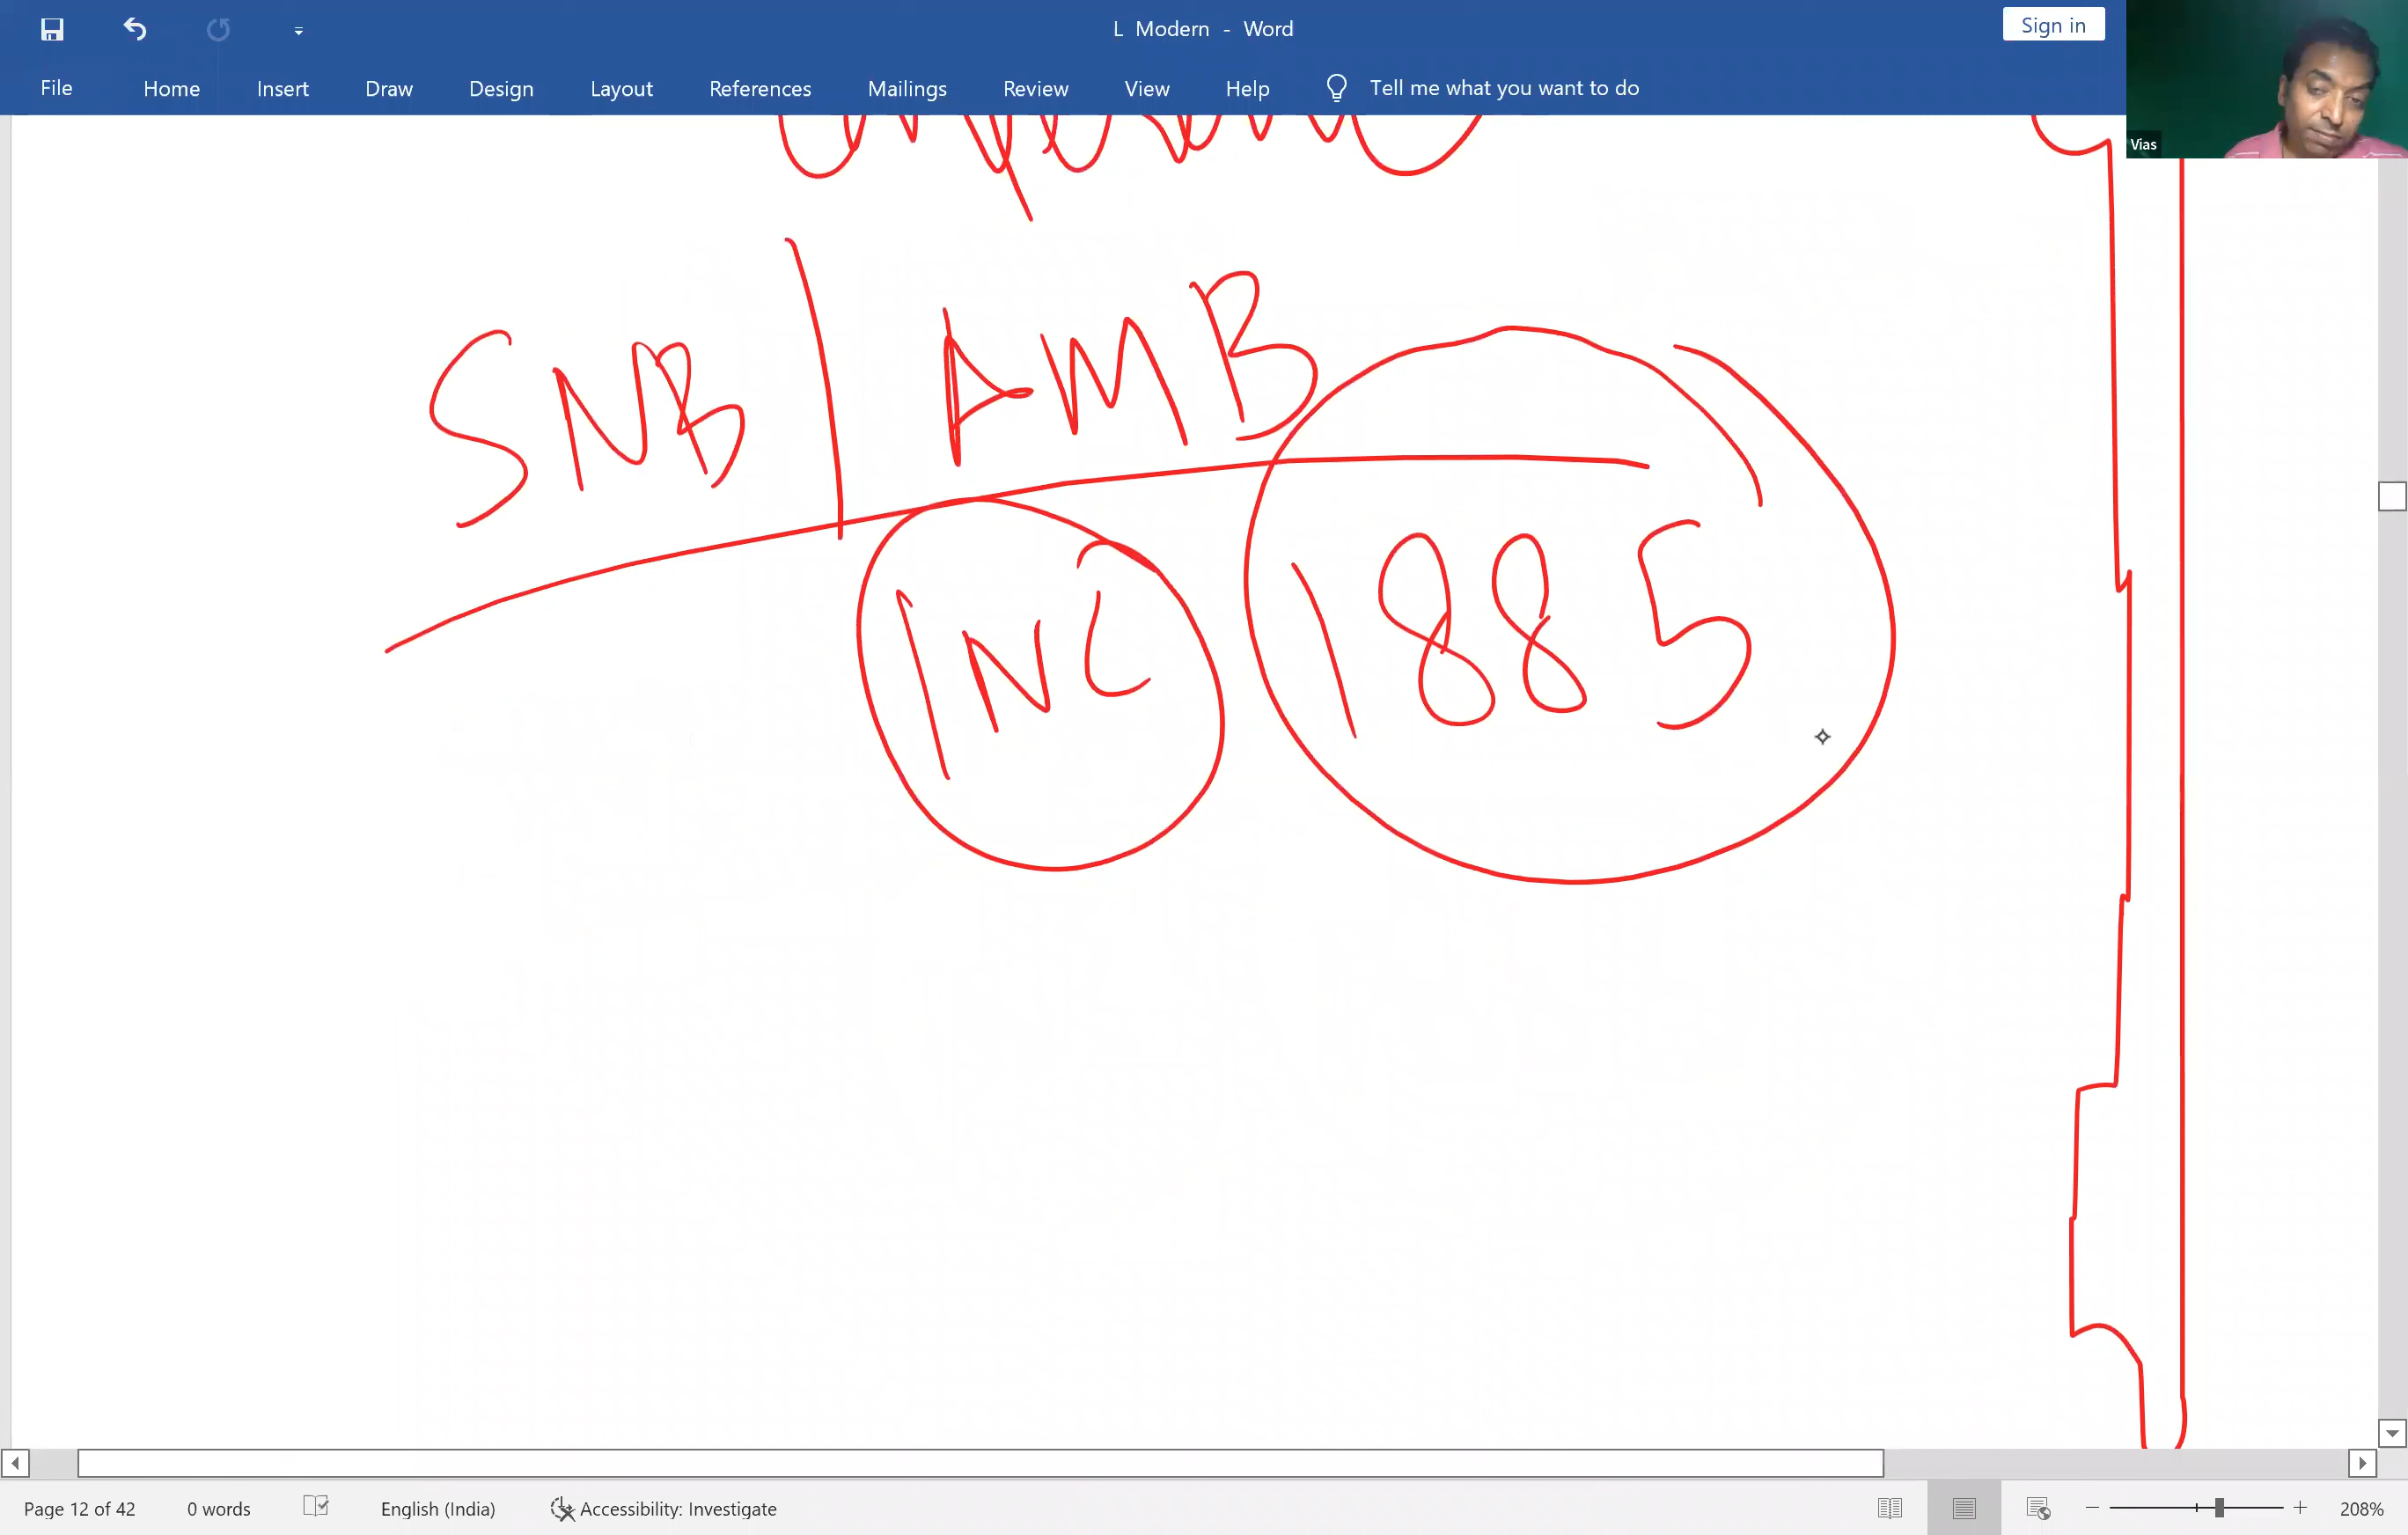 L Modern - Word
Sign in
File Home Insert Draw Design Layout References Mailings Review View Help Tell me what you want to do
Vias
SNB | AMB
INC 1885
Page 12 of 42 0 words English (India) Accessibility: Investigate 208%